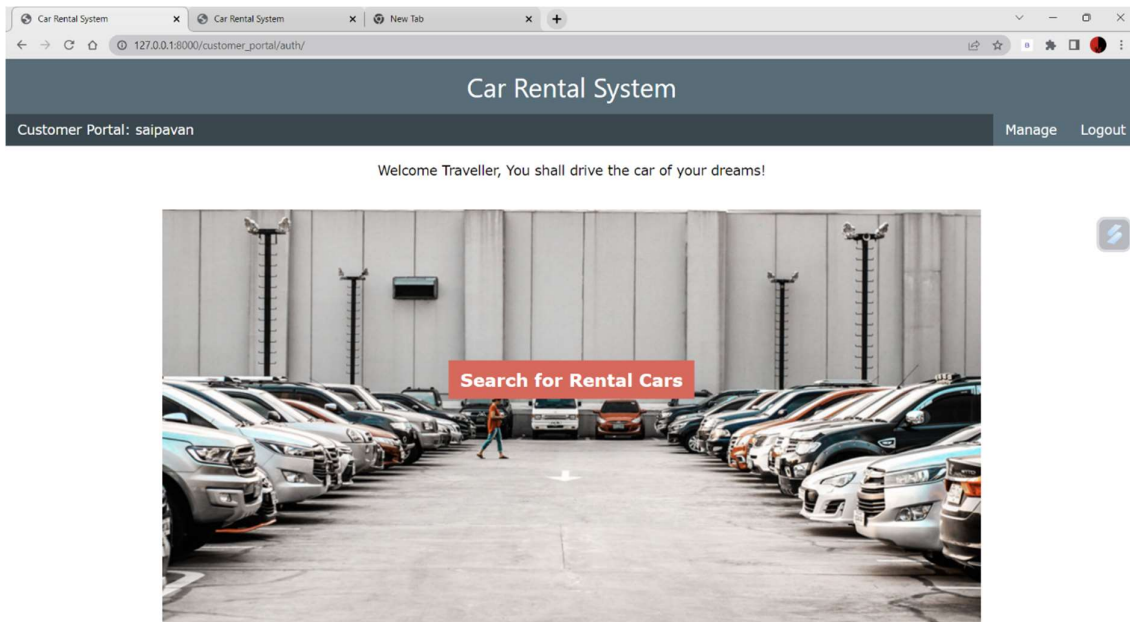 Car Rental System
Car Rental System
New Tab
127.0.0.1:8000/customer_portal/auth/
Car Rental System
Customer Portal: saipavan
Manage
Logout
Welcome Traveller, You shall drive the car of your dreams!
Search for Rental Cars